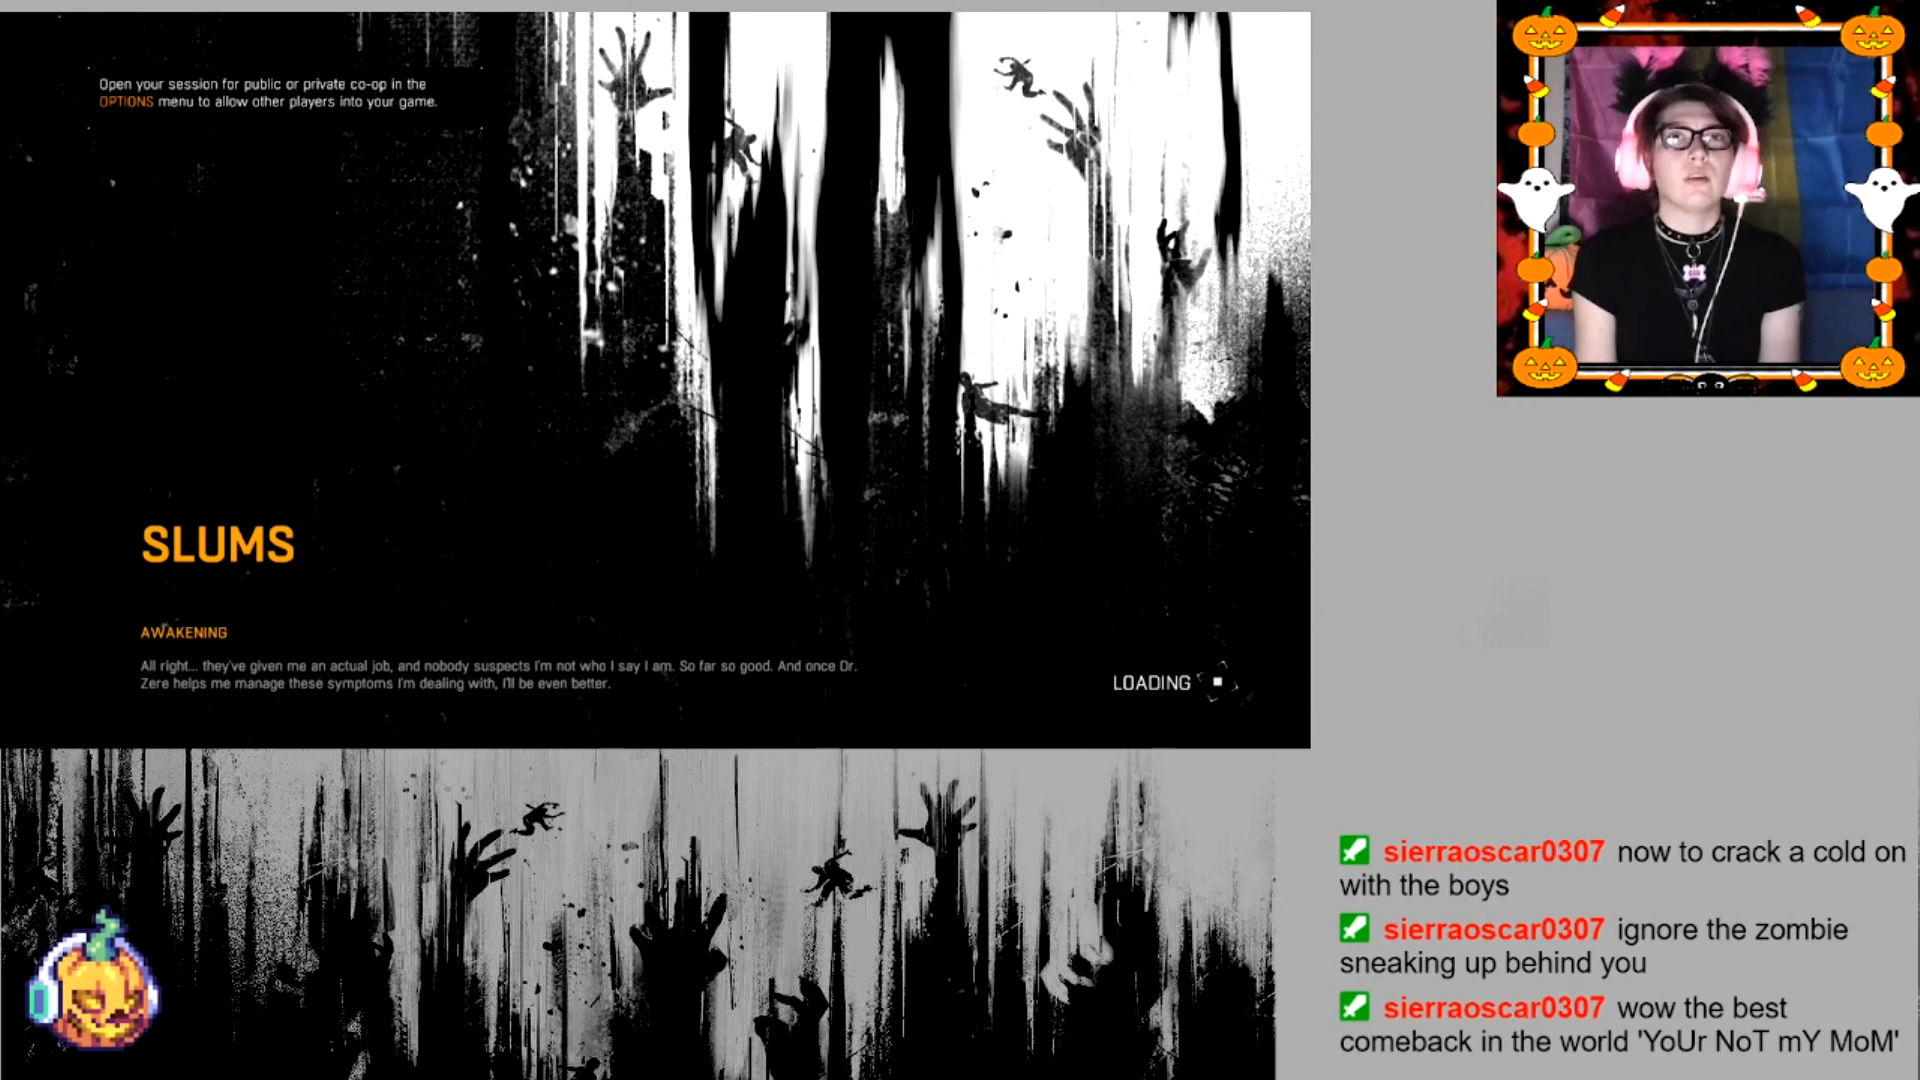 Open your session for public or private co-op in the
OPTIONS menu to allow other players into your game.
SLUMS
AWAKENING
All right... they've given me an actual job, and nobody suspects I'm not who I say I am. So far so good. And once Dr.
Zere helps me manage these symptoms I'm dealing with, I'll be even better.
LOADING
sierraoscar0307 now to crack a cold on
with the boys
sierraoscar0307 ignore the zombie
sneaking up behind you
sierraoscar0307 wow the best
comeback in the world 'YoUr NoT mY MoM'